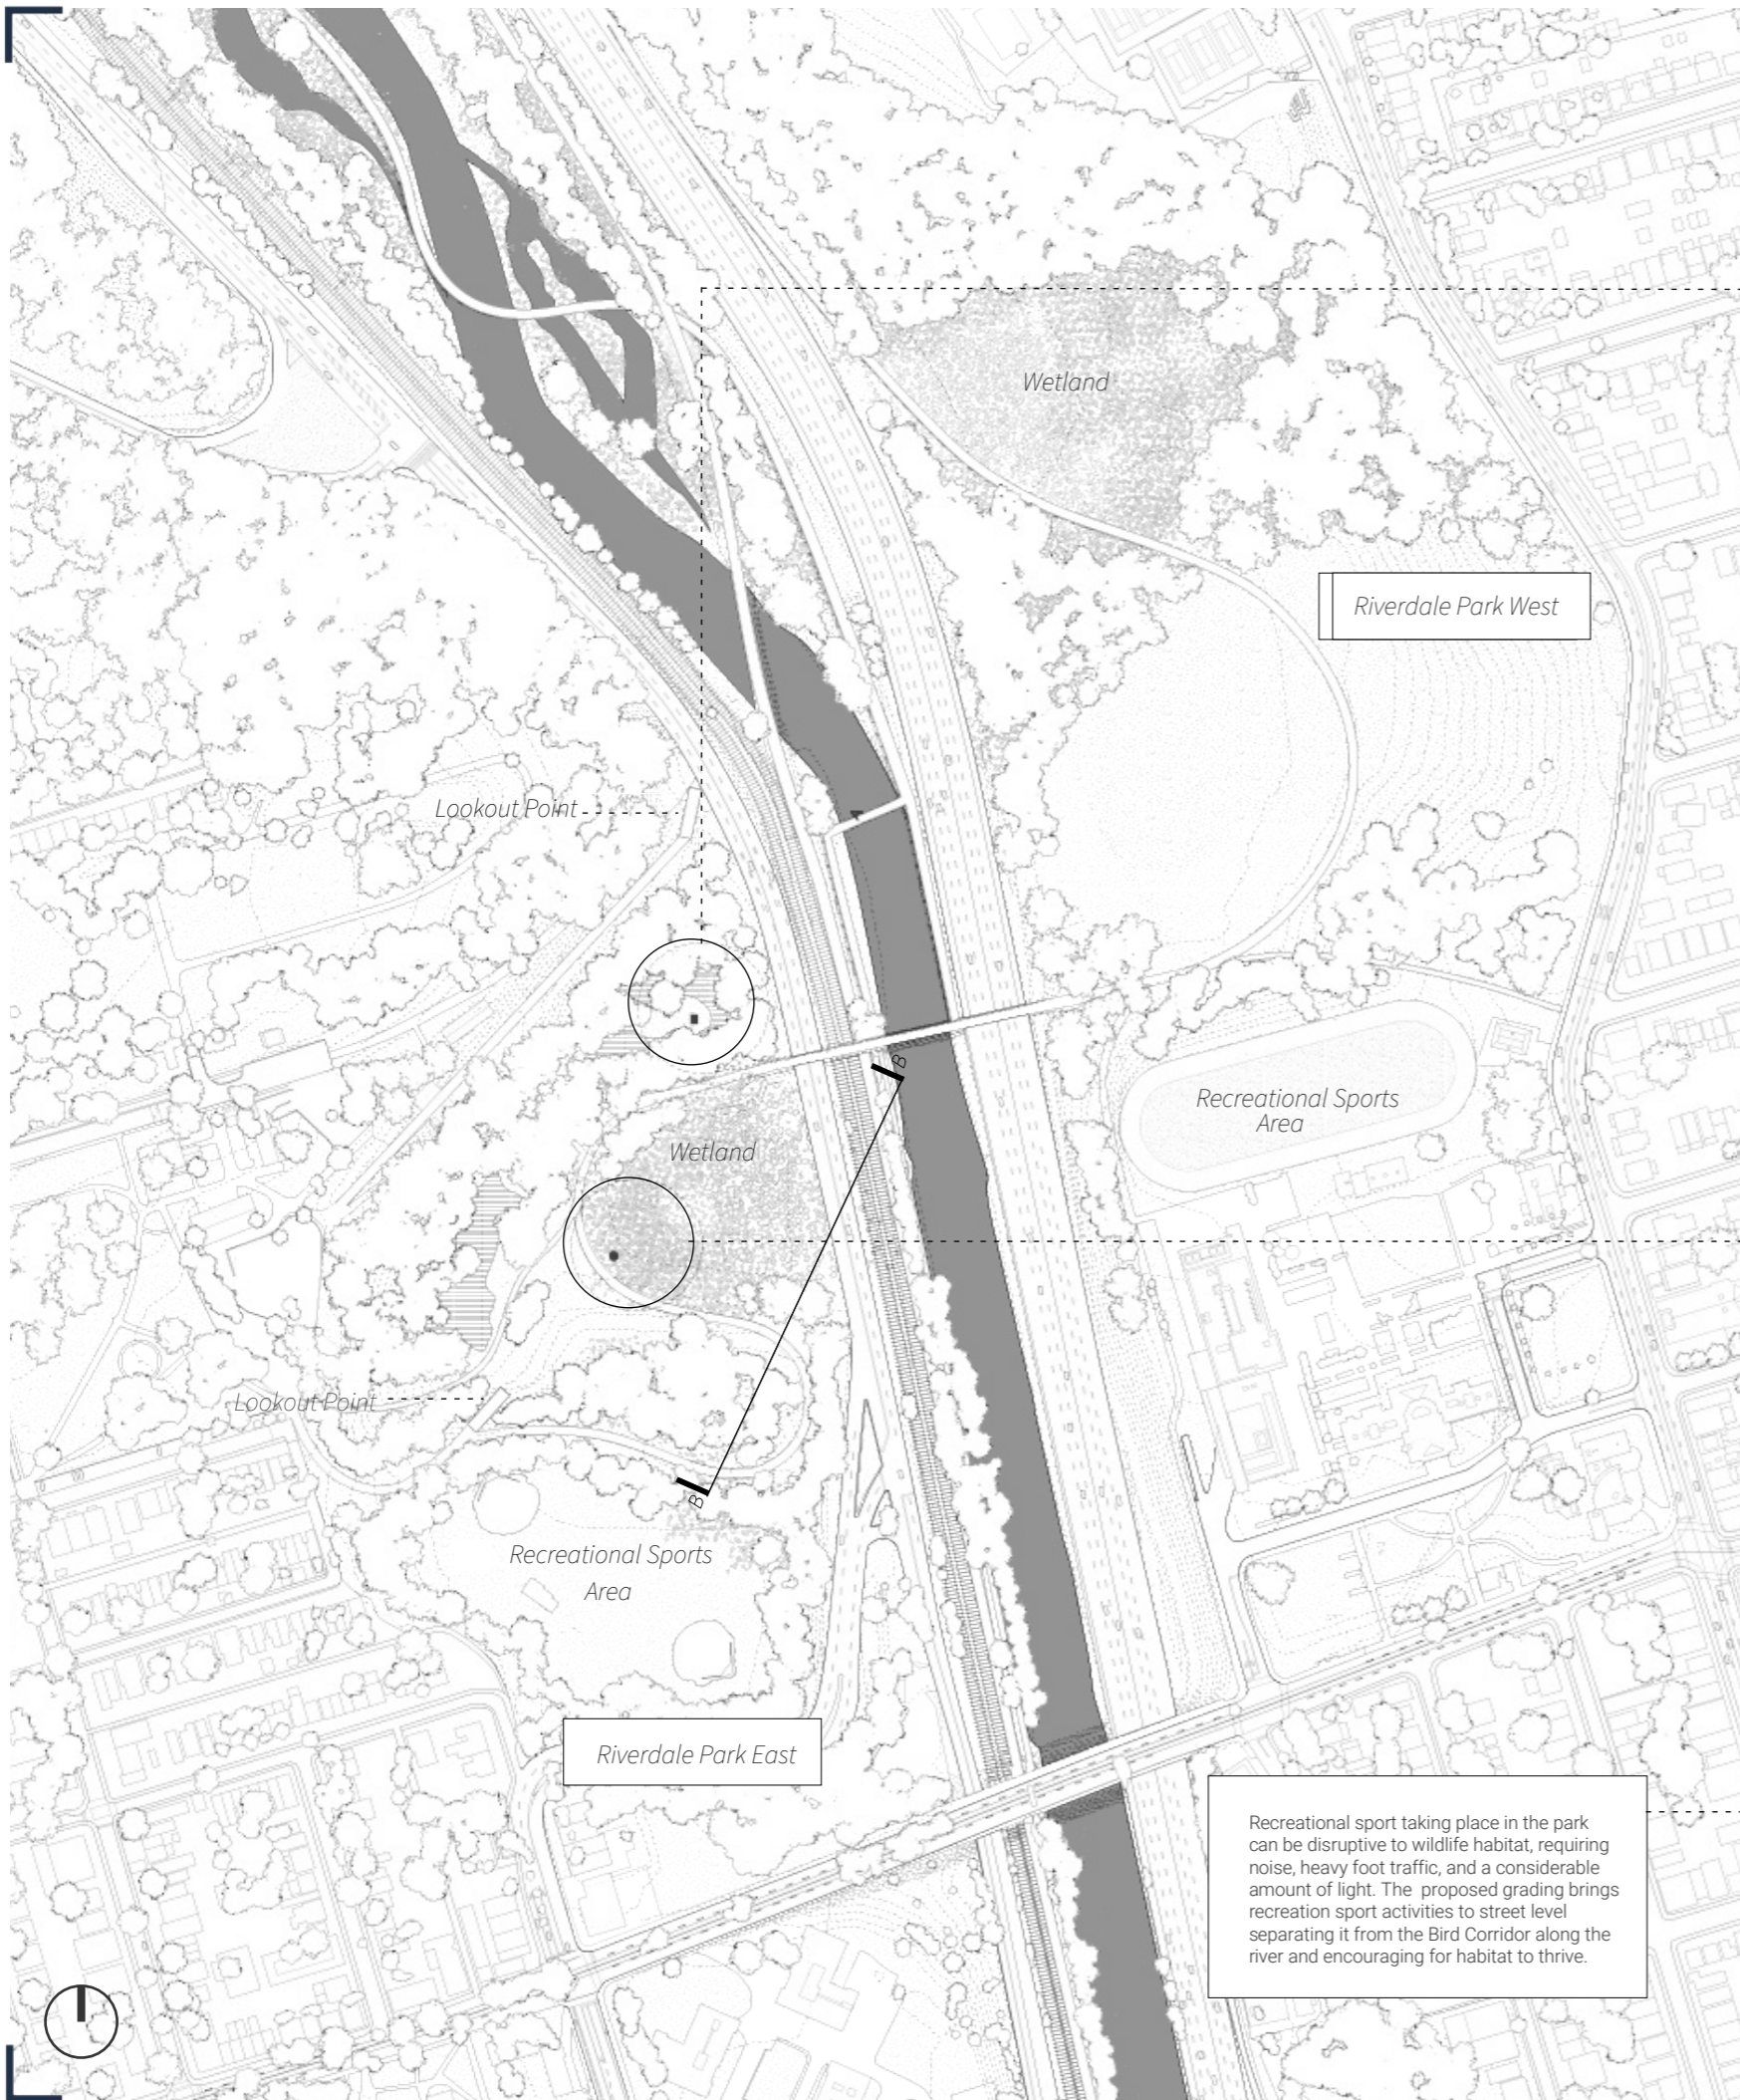 Wetland
Riverdale Park West
Lookout Point
B
Recreational Sports
Area
Wetland
Lookout Point
B
Recreational Sports
Area
Riverdale Park East
Recreational sport taking place in the park
can be disruptive to wildlife habitat, requiring
noise, heavy foot traffic, and a considerable
amount of light. The proposed grading brings
recreation sport activities to street level
separating it from the Bird Corridor along the
river and encouraging for habitat to thrive.